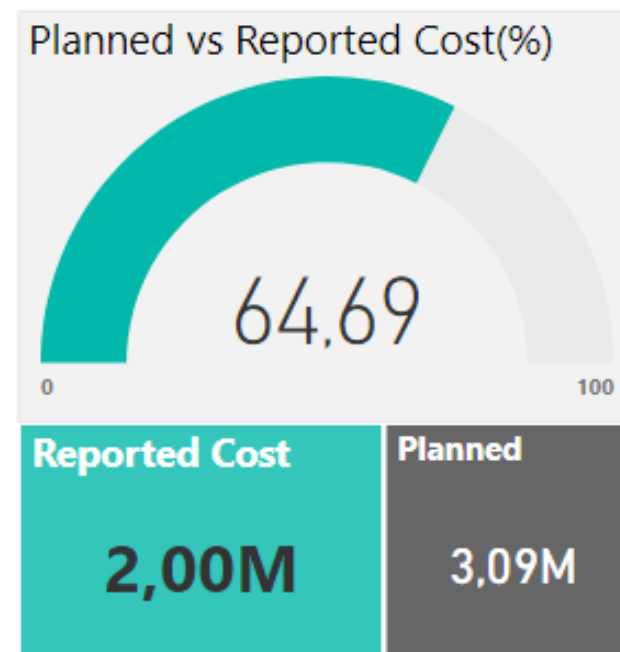 Planned vs Reported Cost(%)
64,69
0 100
Reported Cost Planned
2,00M 3,09M